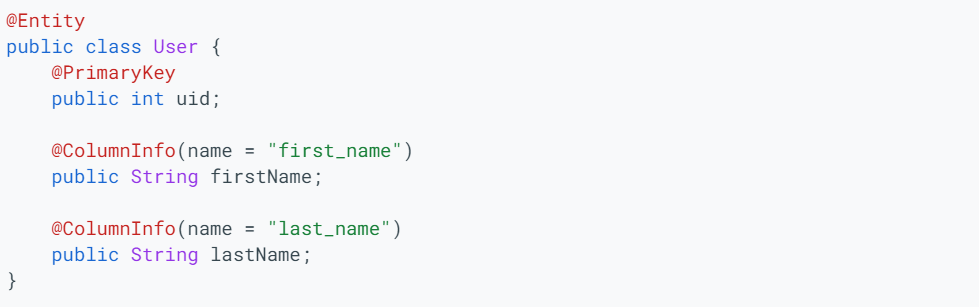 @Entity
public class User {
    @PrimaryKey
    public int uid;

    @ColumnInfo(name = "first_name")
    public String firstName;

    @ColumnInfo(name = "last_name")
    public String lastName;
}